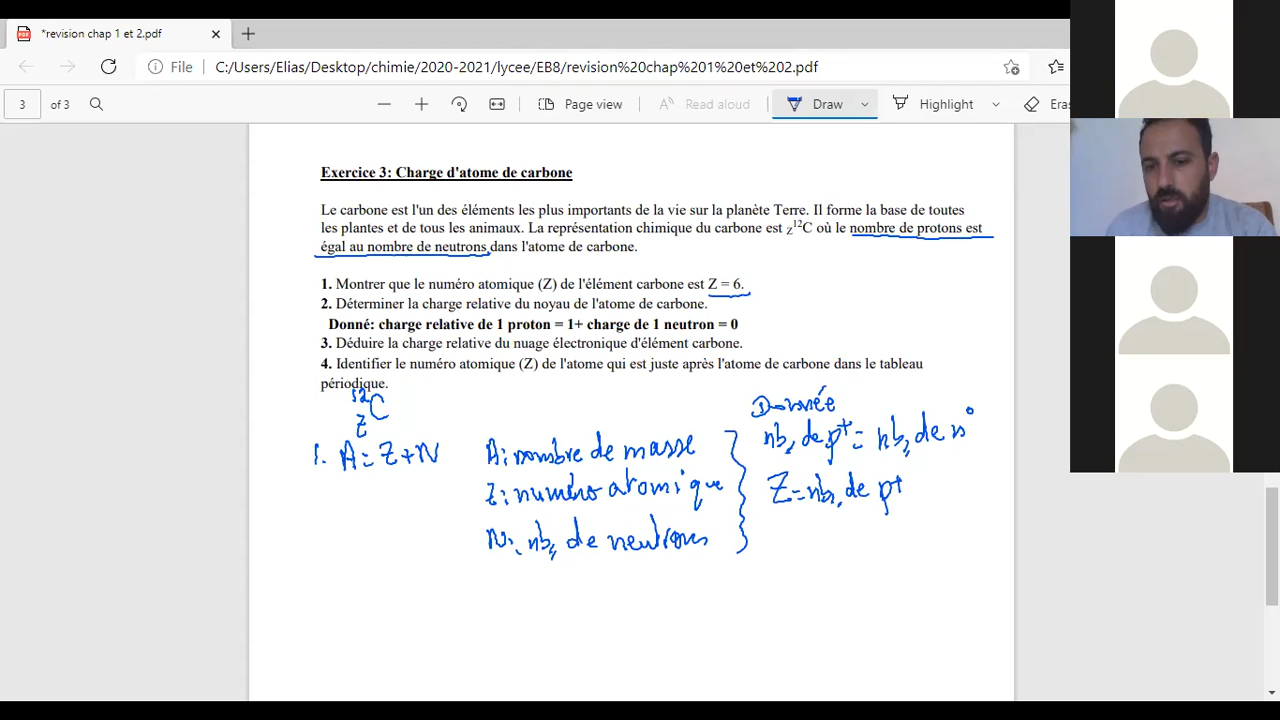 *revision chap 1 et 2.pdf
File C:/Users/Elias/Desktop/chimie/2020-2021/lycee/EB8/revision%20chap%201%20et%202.pdf
3 of 3 Page view Read aloud Draw Highlight Eras
Exercice 3: Charge d'atome de carbone
Le carbone est l'un des éléments les plus importants de la vie sur la planète Terre. Il forme la base de toutes
les plantes et de tous les animaux. La représentation chimique du carbone est z¹²C où le nombre de protons est
égal au nombre de neutrons dans l'atome de carbone.
1. Montrer que le numéro atomique (Z) de l'élément carbone est Z = 6.
2. Déterminer la charge relative du noyau de l'atome de carbone.
Donné: charge relative de 1 proton = 1+ charge de 1 neutron = 0
3. Déduire la charge relative du nuage électronique d'élément carbone.
4. Identifier le numéro atomique (Z) de l'atome qui est juste après l'atome de carbone dans le tableau
périodique.
12
C
Z
1. A = Z + N
A: nombre de masse
Z: numéro atomique
N: nb, de neutrons
Donnée
nb, de p⁺ = nb, de n°
Z = nb, de p⁺